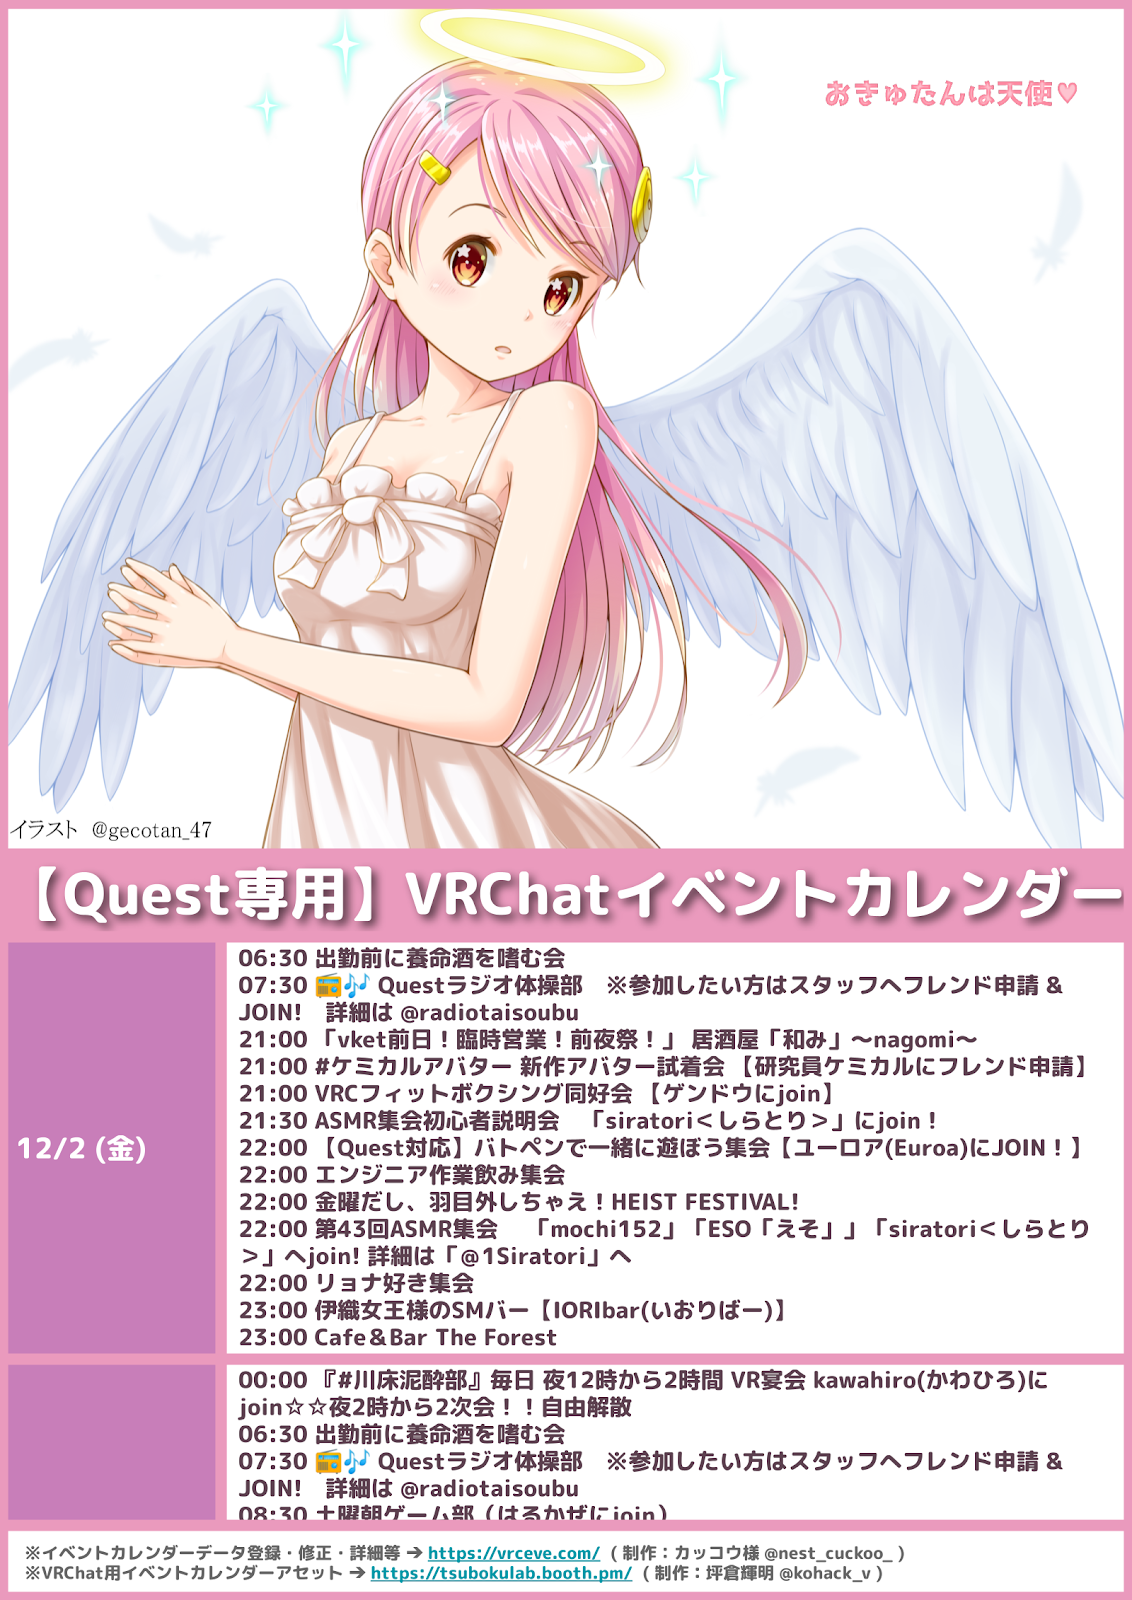 おきゅたんは天使♥
イラスト @gecotan_47
【Quest専用】VRChatイベントカレンダー
12/2 (金)
06:30 出勤前に養命酒を嗜む会
07:30 📻🎶 Questラジオ体操部　※参加したい方はスタッフへフレンド申請 &
JOIN!　詳細は @radiotaisoubu
21:00 「vket前日！臨時営業！前夜祭！」 居酒屋「和み」～nagomi～
21:00 #ケミカルアバター 新作アバター試着会 【研究員ケミカルにフレンド申請】
21:00 VRCフィットボクシング同好会 【ゲンドウにjoin】
21:30 ASMR集会初心者説明会　「siratori＜しらとり＞」にjoin！
22:00 【Quest対応】バトペンで一緒に遊ぼう集会【ユーロア(Euroa)にJOIN！】
22:00 エンジニア作業飲み集会
22:00 金曜だし、羽目外しちゃえ！HEIST FESTIVAL!
22:00 第43回ASMR集会　「mochi152」「ESO「えそ」」「siratori＜しらとり
＞」へjoin! 詳細は「@1Siratori」へ
22:00 リョナ好き集会
23:00 伊織女王様のSMバー【IORIbar(いおりばー)】
23:00 Cafe＆Bar The Forest
00:00 『#川床泥酔部』毎日 夜12時から2時間 VR宴会 kawahiro(かわひろ)に
join☆☆夜2時から2次会！！自由解散
06:30 出勤前に養命酒を嗜む会
07:30 📻🎶 Questラジオ体操部　※参加したい方はスタッフへフレンド申請 &
JOIN!　詳細は @radiotaisoubu
08:30 土曜朝ゲーム部（はるかぜにjoin）
※イベントカレンダーデータ登録・修正・詳細等 ➔ https://vrceve.com/ ( 制作：カッコウ様 @nest_cuckoo_ )
※VRChat用イベントカレンダーアセット ➔ https://tsubokulab.booth.pm/ ( 制作：坪倉輝明 @kohack_v )